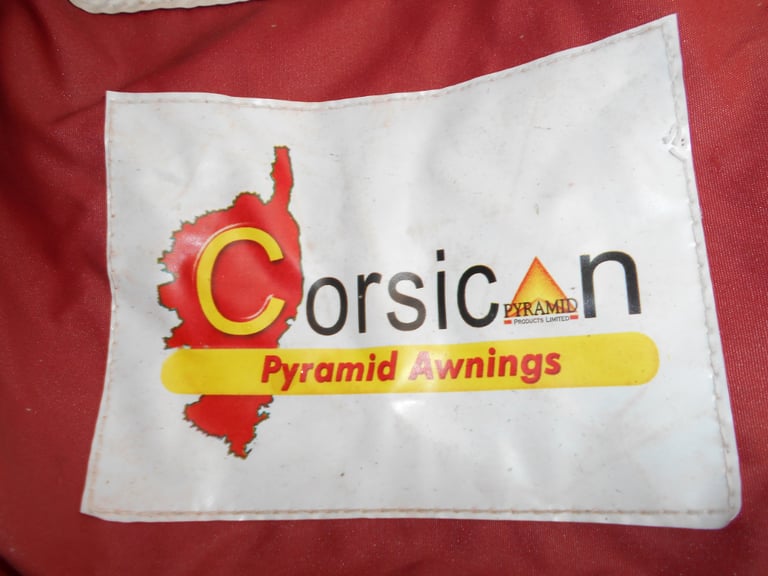 Corsican
PYRAMID
PRODUCTS LIMITED
Pyramid Awnings